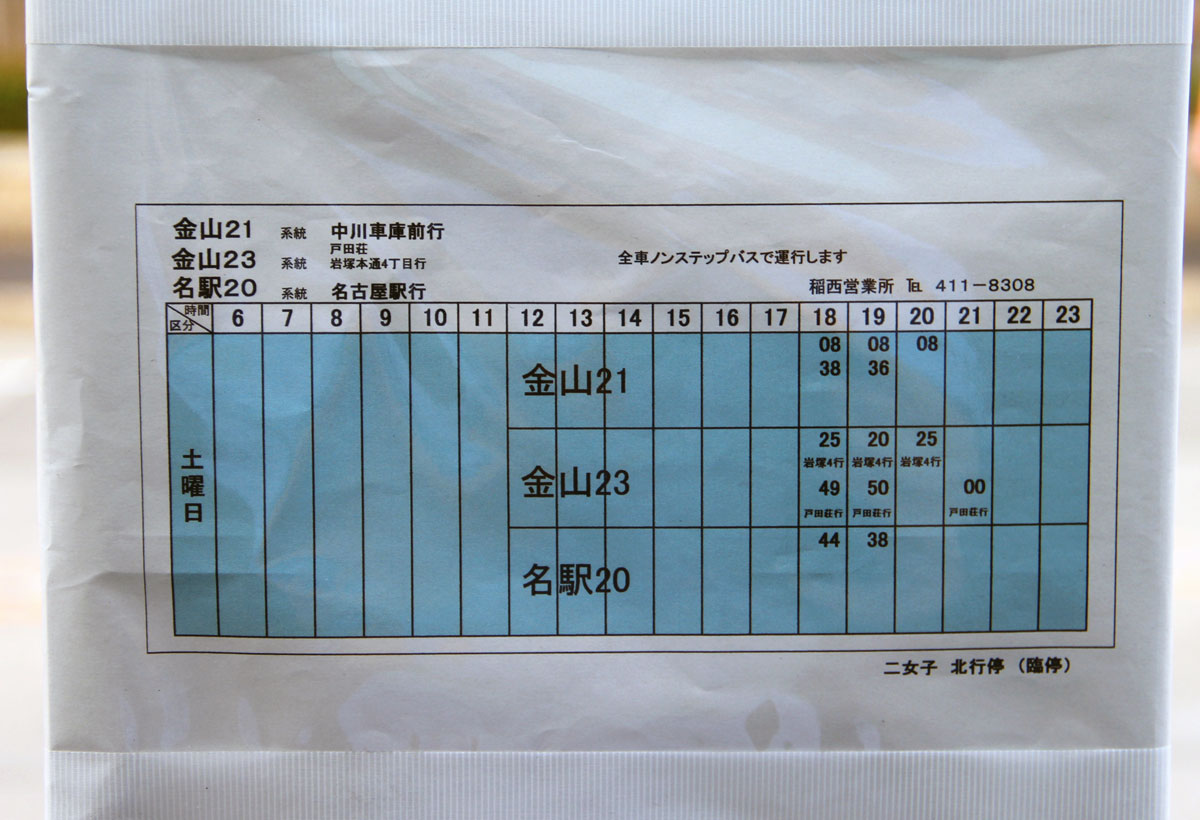 金山21 系統 中川車庫前行
金山23 系統 戸田荘
岩塚本通4丁目行
全車ノンステップバスで運行します
名駅20 系統 名古屋駅行
稲西営業所 ℡ 411-8308
時間
区分
6 7 8 9 10 11 12 13 14 15 16 17 18 19 20 21 22 23
土曜日
金山21
08 08 08
38 36
金山23
25 20 25
岩塚4行 岩塚4行 岩塚4行
49 50 00
戸田荘行 戸田荘行 戸田荘行
名駅20
44 38
二女子 北行停 (臨停)